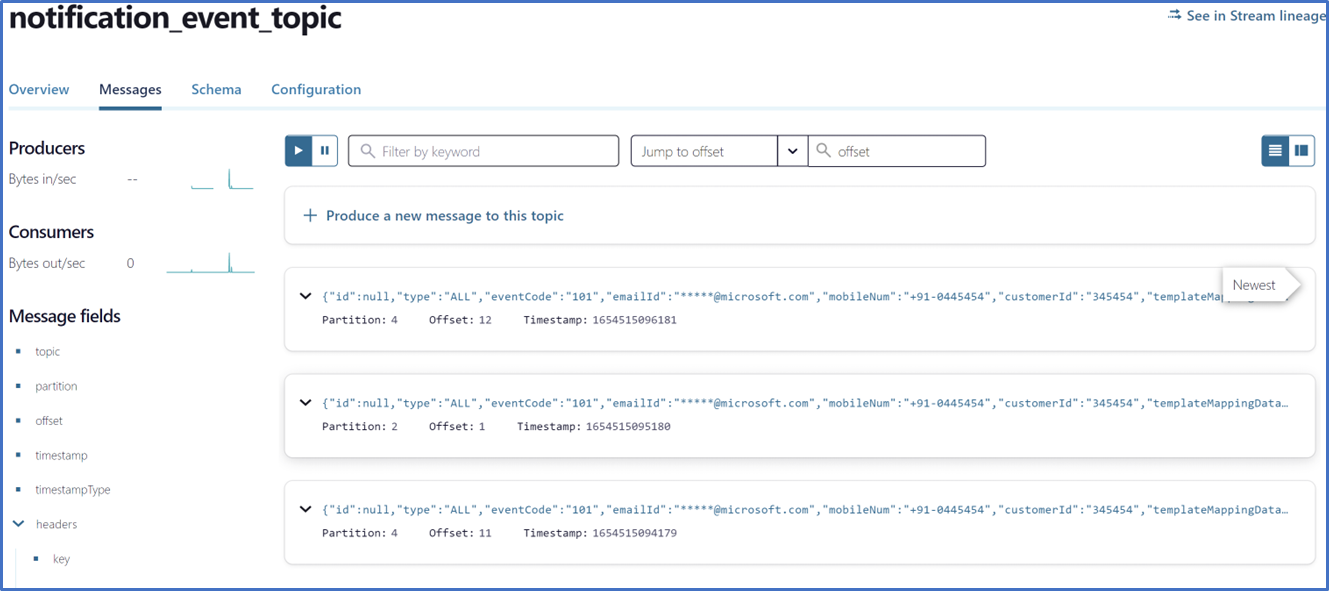 notification_event_topic
See in Stream lineage
Overview Messages Schema Configuration
Producers
Bytes in/sec --
Consumers
Bytes out/sec 0
Message fields
topic
partition
offset
timestamp
timestampType
headers
key
Filter by keyword Jump to offset offset
Produce a new message to this topic
Newest
{"id":null,"type":"ALL","eventCode":"101","emailId":"*****@microsoft.com","mobileNum":"+91-0445454","customerId":"345454",
Partition: 4 Offset: 12 Timestamp: 1654515096181
{"id":null,"type":"ALL","eventCode":"101","emailId":"*****@microsoft.com","mobileNum":"+91-0445454","customerId":"345454","templateMappingData…
Partition: 2 Offset: 1 Timestamp: 1654515095180
{"id":null,"type":"ALL","eventCode":"101","emailId":"*****@microsoft.com","mobileNum":"+91-0445454","customerId":"345454","templateMappingData…
Partition: 4 Offset: 11 Timestamp: 1654515094179